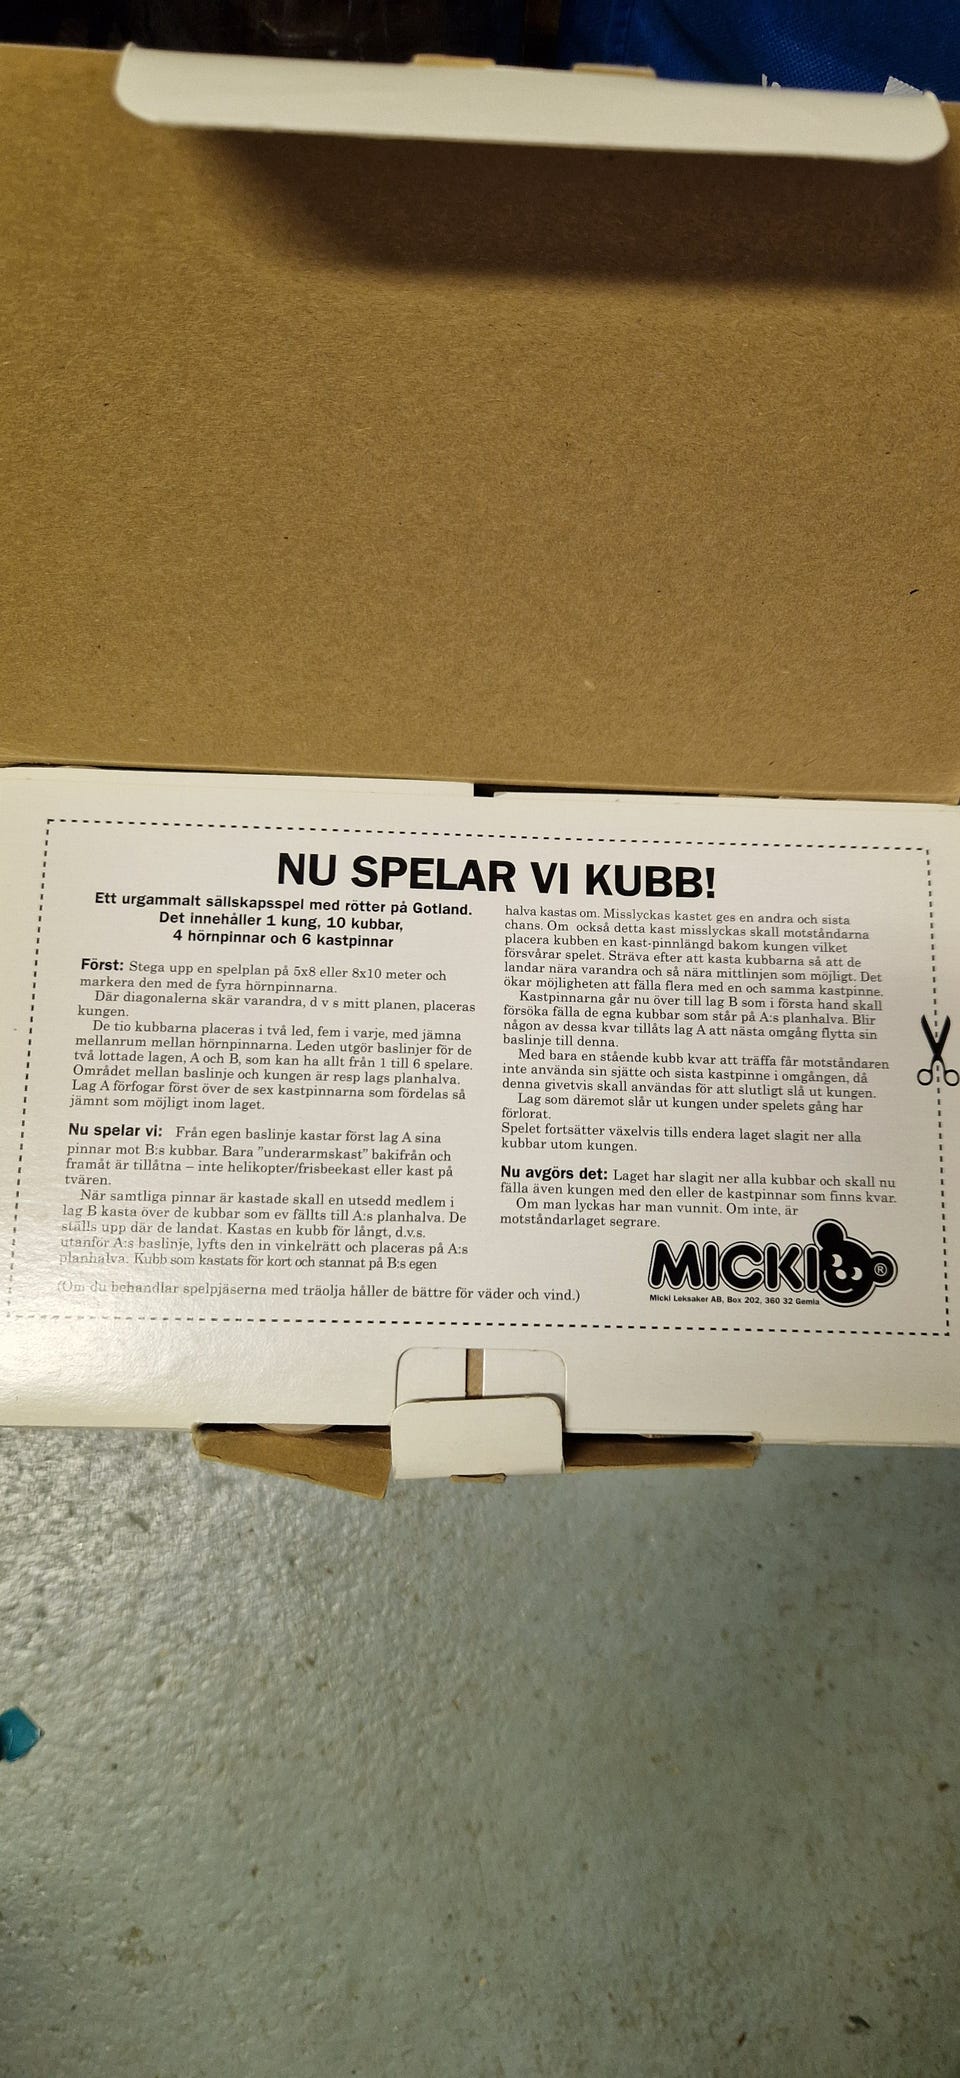 NU SPELAR VI KUBB!
Ett urgammalt sällskapsspel med rötter på Gotland.
Det innehåller 1 kung, 10 kubbar,
4 hörnpinnar och 6 kastpinnar
Först: Stega upp en spelplan på 5x8 eller 8x10 meter och
markera den med de fyra hörnpinnarna.
Där diagonalerna skär varandra, d v s mitt planen, placeras
kungen.
De tio kubbarna placeras i två led, fem i varje, med jämna
mellanrum mellan hörnpinnarna. Leden utgör baslinjer för de
två lottade lagen, A och B, som kan ha allt från 1 till 6 spelare.
Området mellan baslinje och kungen är resp lags planhalva.
Lag A förfogar först över de sex kastpinnarna som fördelas så
jämnt som möjligt inom laget.
Nu spelar vi: Från egen baslinje kastar först lag A sina
pinnar mot B:s kubbar. Bara ”underarmskast” bakifrån och
framåt är tillåtna – inte helikopter/frisbeekast eller kast på
tvären.
När samtliga pinnar är kastade skall en utsedd medlem i
lag B kasta över de kubbar som ev fällts till A:s planhalva. De
ställs upp där de landat. Kastas en kubb för långt, d.v.s.
utanför A:s baslinje, lyfts den in vinkelrätt och placeras på A:s
planhalva. Kubb som kastats för kort och stannat på B:s egen
halva kastas om. Misslyckas kastet ges en andra och sista
chans. Om också detta kast misslyckas skall motståndarna
placera kubben en kast-pinnlängd bakom kungen vilket
försvårar spelet. Sträva efter att kasta kubbarna så att de
landar nära varandra och så nära mittlinjen som möjligt. Det
ökar möjligheten att fälla flera med en och samma kastpinne.
Kastpinnarna går nu över till lag B som i första hand skall
försöka fälla de egna kubbar som står på A:s planhalva. Blir
någon av dessa kvar tillåts lag A att nästa omgång flytta sin
baslinje till denna.
Med bara en stående kubb kvar att träffa får motståndaren
inte använda sin sjätte och sista kastpinne i omgången, då
denna givetvis skall användas för att slutligt slå ut kungen.
Lag som däremot slår ut kungen under spelets gång har
förlorat.
Spelet fortsätter växelvis tills endera laget slagit ner alla
kubbar utom kungen.
Nu avgörs det: Laget har slagit ner alla kubbar och skall nu
fälla även kungen med den eller de kastpinnar som finns kvar.
Om man lyckas har man vunnit. Om inte, är
motståndarlaget segrare.
(Om du behandlar spelpjäserna med träolja håller de bättre för väder och vind.)
MICKI ®
Micki Leksaker AB, Box 202, 360 32 Gemla